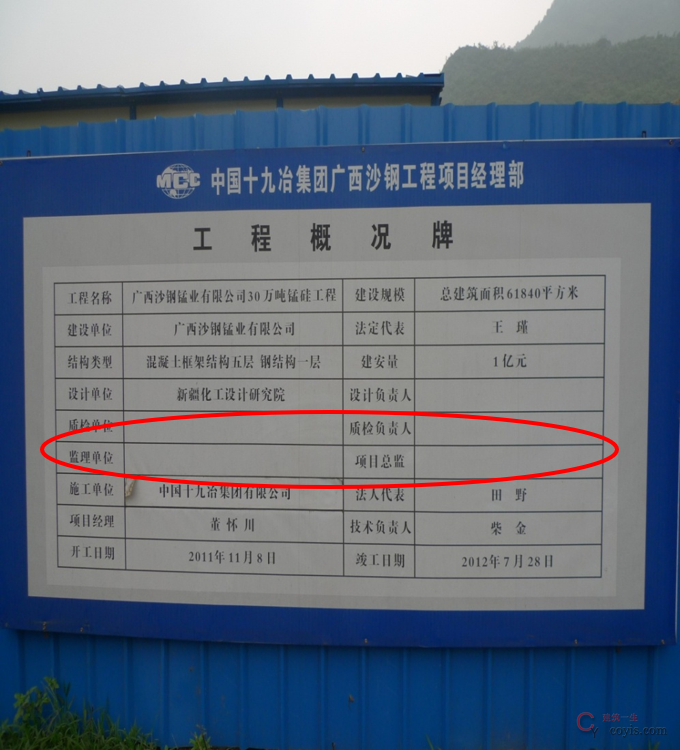 MCC 中国十九冶集团广西沙钢工程项目经理部
工程概况牌
工程名称 广西沙钢锰业有限公司30万吨锰硅工程 建设规模 总建筑面积61840平方米
建设单位 广西沙钢锰业有限公司 法定代表 王 瑾
结构类型 混凝土框架结构五层 钢结构一层 建安量 1亿元
设计单位 新疆化工设计研究院 设计负责人
质检单位 质检负责人
监理单位 项目总监
施工单位 中国十九冶集团有限公司 法人代表 田 野
项目经理 董怀川 技术负责人 柴 金
开工日期 2011年11月8日 竣工日期 2012年7月28日
建筑一生
coyis.com